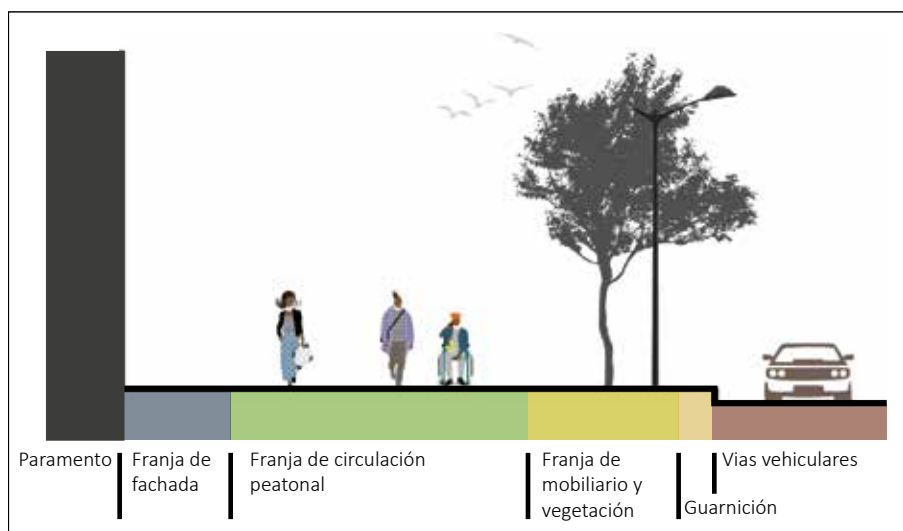 Paramento
Franja de
fachada
Franja de circulación
peatonal
Franja de
mobiliario y
vegetación
Guarnición
Vias vehiculares